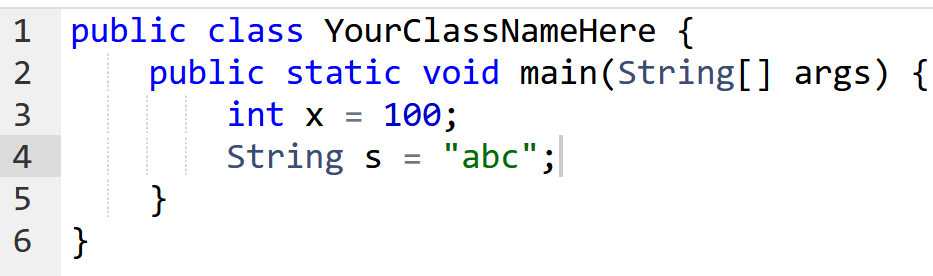 1 public class YourClassNameHere {
2     public static void main(String[] args) {
3         int x = 100;
4         String s = "abc";
5     }
6 }